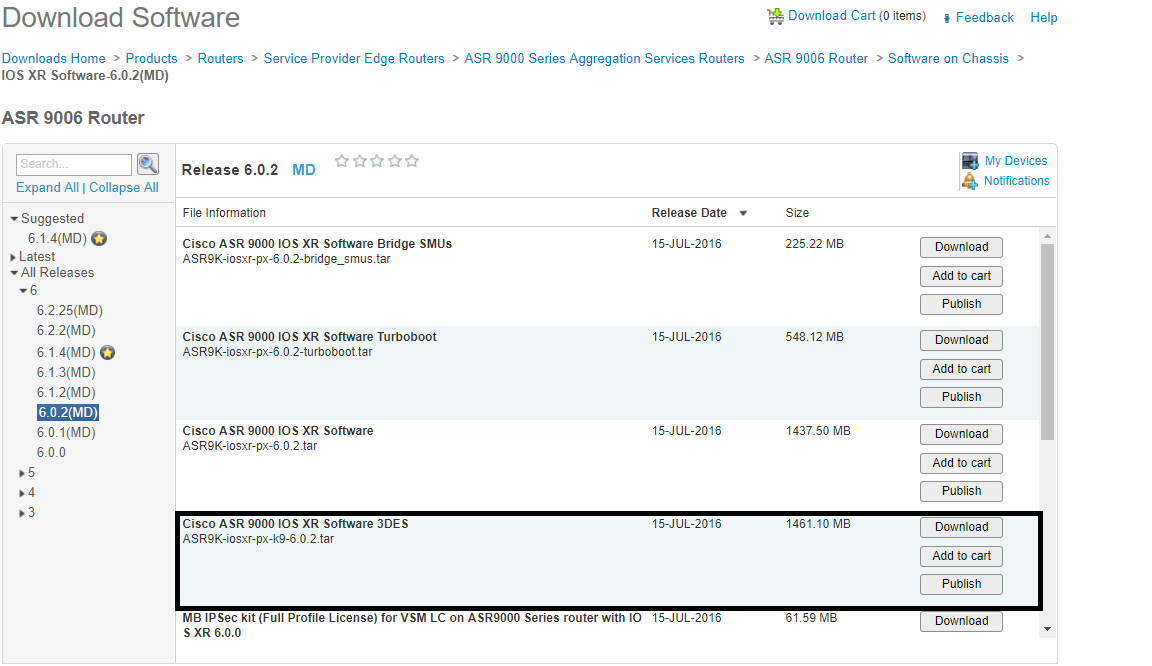 Download Software
Download Cart (0 items) Feedback Help
Downloads Home > Products > Routers > Service Provider Edge Routers > ASR 9000 Series Aggregation Services Routers > ASR 9006 Router > Software on Chassis >
IOS XR Software-6.0.2(MD)
ASR 9006 Router
Search...
Expand All | Collapse All
Suggested
6.1.4(MD)
Latest
All Releases
6
6.2.25(MD)
6.2.2(MD)
6.1.4(MD)
6.1.3(MD)
6.1.2(MD)
6.0.2(MD)
6.0.1(MD)
6.0.0
5
4
3
Release 6.0.2 MD
My Devices
Notifications
File Information Release Date Size
Cisco ASR 9000 IOS XR Software Bridge SMUs 15-JUL-2016 225.22 MB Download
ASR9K-iosxr-px-6.0.2-bridge_smus.tar
Add to cart
Publish
Cisco ASR 9000 IOS XR Software Turboboot 15-JUL-2016 548.12 MB Download
ASR9K-iosxr-px-6.0.2-turboboot.tar
Add to cart
Publish
Cisco ASR 9000 IOS XR Software 15-JUL-2016 1437.50 MB Download
ASR9K-iosxr-px-6.0.2.tar
Add to cart
Publish
Cisco ASR 9000 IOS XR Software 3DES 15-JUL-2016 1461.10 MB Download
ASR9K-iosxr-px-k9-6.0.2.tar
Add to cart
Publish
MB IPSec kit (Full Profile License) for VSM LC on ASR9000 Series router with IO 15-JUL-2016 61.59 MB Download
S XR 6.0.0